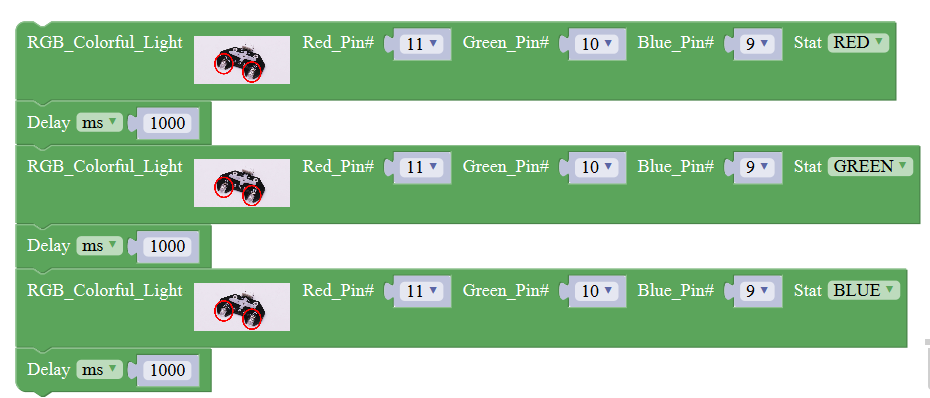 RGB_Colorful_Light Red_Pin# 11 Green_Pin# 10 Blue_Pin# 9 Stat RED
Delay ms 1000
RGB_Colorful_Light Red_Pin# 11 Green_Pin# 10 Blue_Pin# 9 Stat GREEN
Delay ms 1000
RGB_Colorful_Light Red_Pin# 11 Green_Pin# 10 Blue_Pin# 9 Stat BLUE
Delay ms 1000